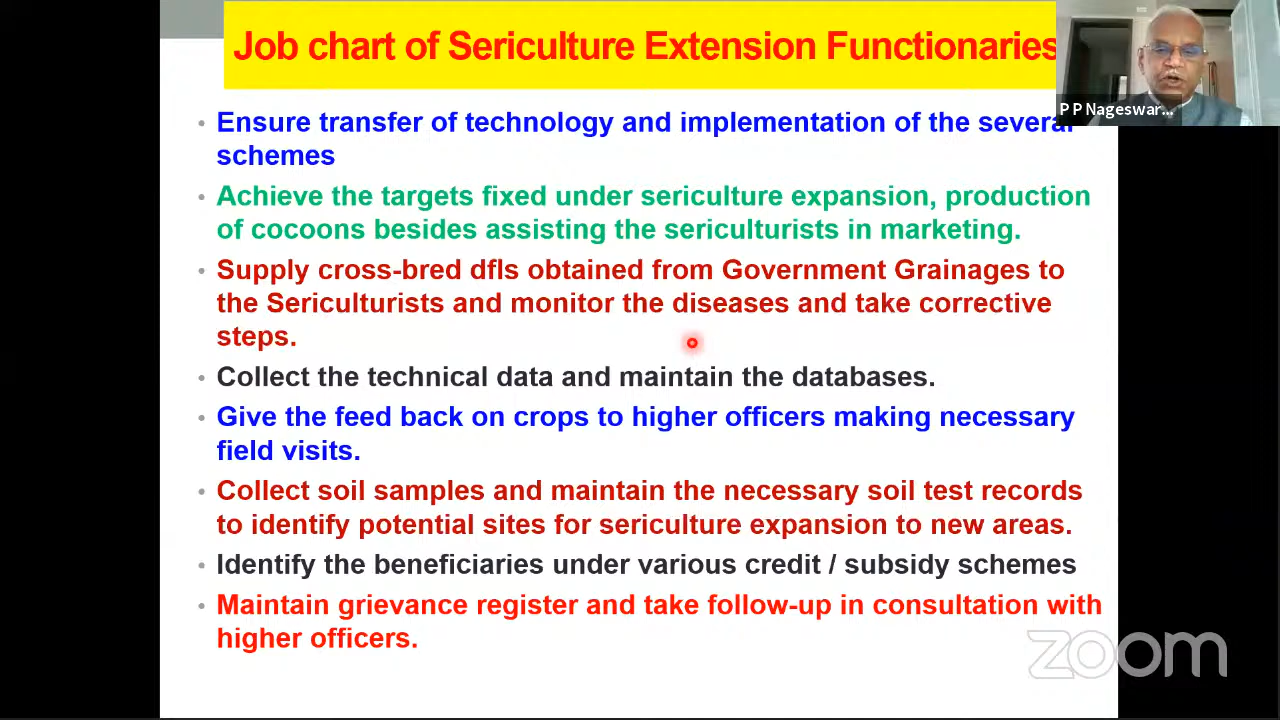 Job chart of Sericulture Extension Functionaries
P P Nageswar...
• Ensure transfer of technology and implementation of the several
schemes
• Achieve the targets fixed under sericulture expansion, production
of cocoons besides assisting the sericulturists in marketing.
• Supply cross-bred dfls obtained from Government Grainages to
the Sericulturists and monitor the diseases and take corrective
steps.
• Collect the technical data and maintain the databases.
• Give the feed back on crops to higher officers making necessary
field visits.
• Collect soil samples and maintain the necessary soil test records
to identify potential sites for sericulture expansion to new areas.
• Identify the beneficiaries under various credit / subsidy schemes
• Maintain grievance register and take follow-up in consultation with
higher officers.
zoom